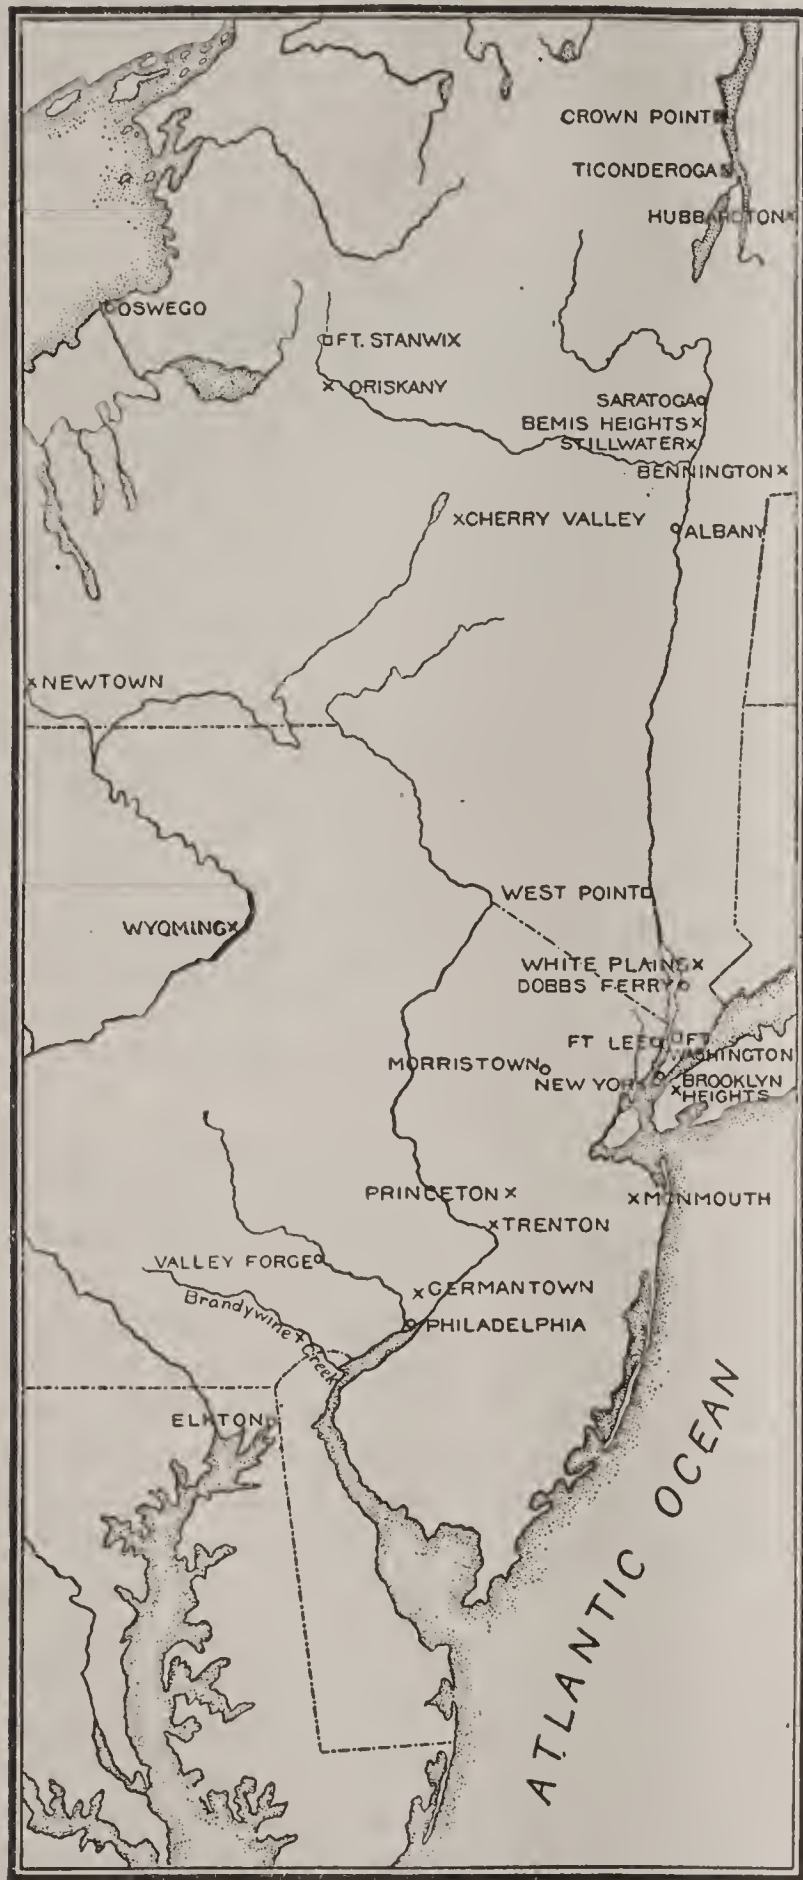 CROWN POINT
TICONDEROGA
HUBBARDTON
OSWEGO
FT. STANWIX
ORISKANY
SARATOGA
BEMIS HEIGHTS
STILLWATER
BENNINGTON
CHERRY VALLEY
ALBANY
NEWTOWN
WEST POINT
WYOMING
WHITE PLAINS
DOBBS FERRY
FT LEE
FT
WASHINGTON
MORRISTOWN
NEW YORK
BROOKLYN
HEIGHTS
PRINCETON
MONMOUTH
TRENTON
VALLEY FORGE
GERMANTOWN
Brandywine Creek
PHILADELPHIA
ELKTON
ATLANTIC OCEAN